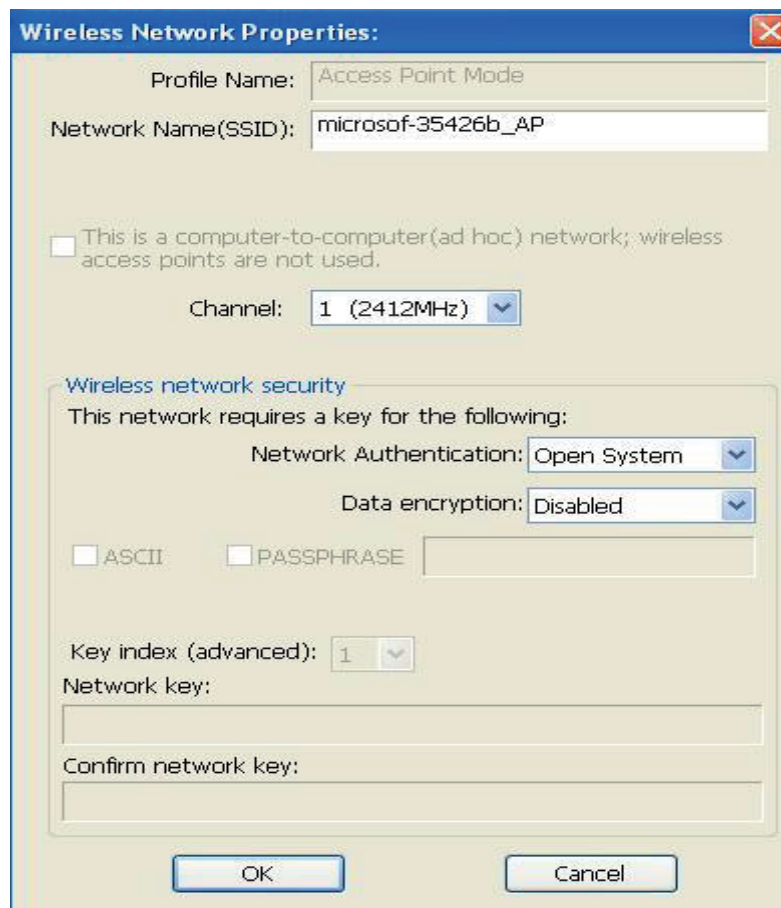 Wireless Network Properties:
Profile Name: Access Point Mode
Network Name(SSID): microsof-35426b_AP
This is a computer-to-computer(ad hoc) network; wireless
access points are not used.
Channel: 1 (2412MHz)
Wireless network security
This network requires a key for the following:
Network Authentication: Open System
Data encryption: Disabled
ASCII PASSPHRASE
Key index (advanced): 1
Network key:
Confirm network key:
OK Cancel